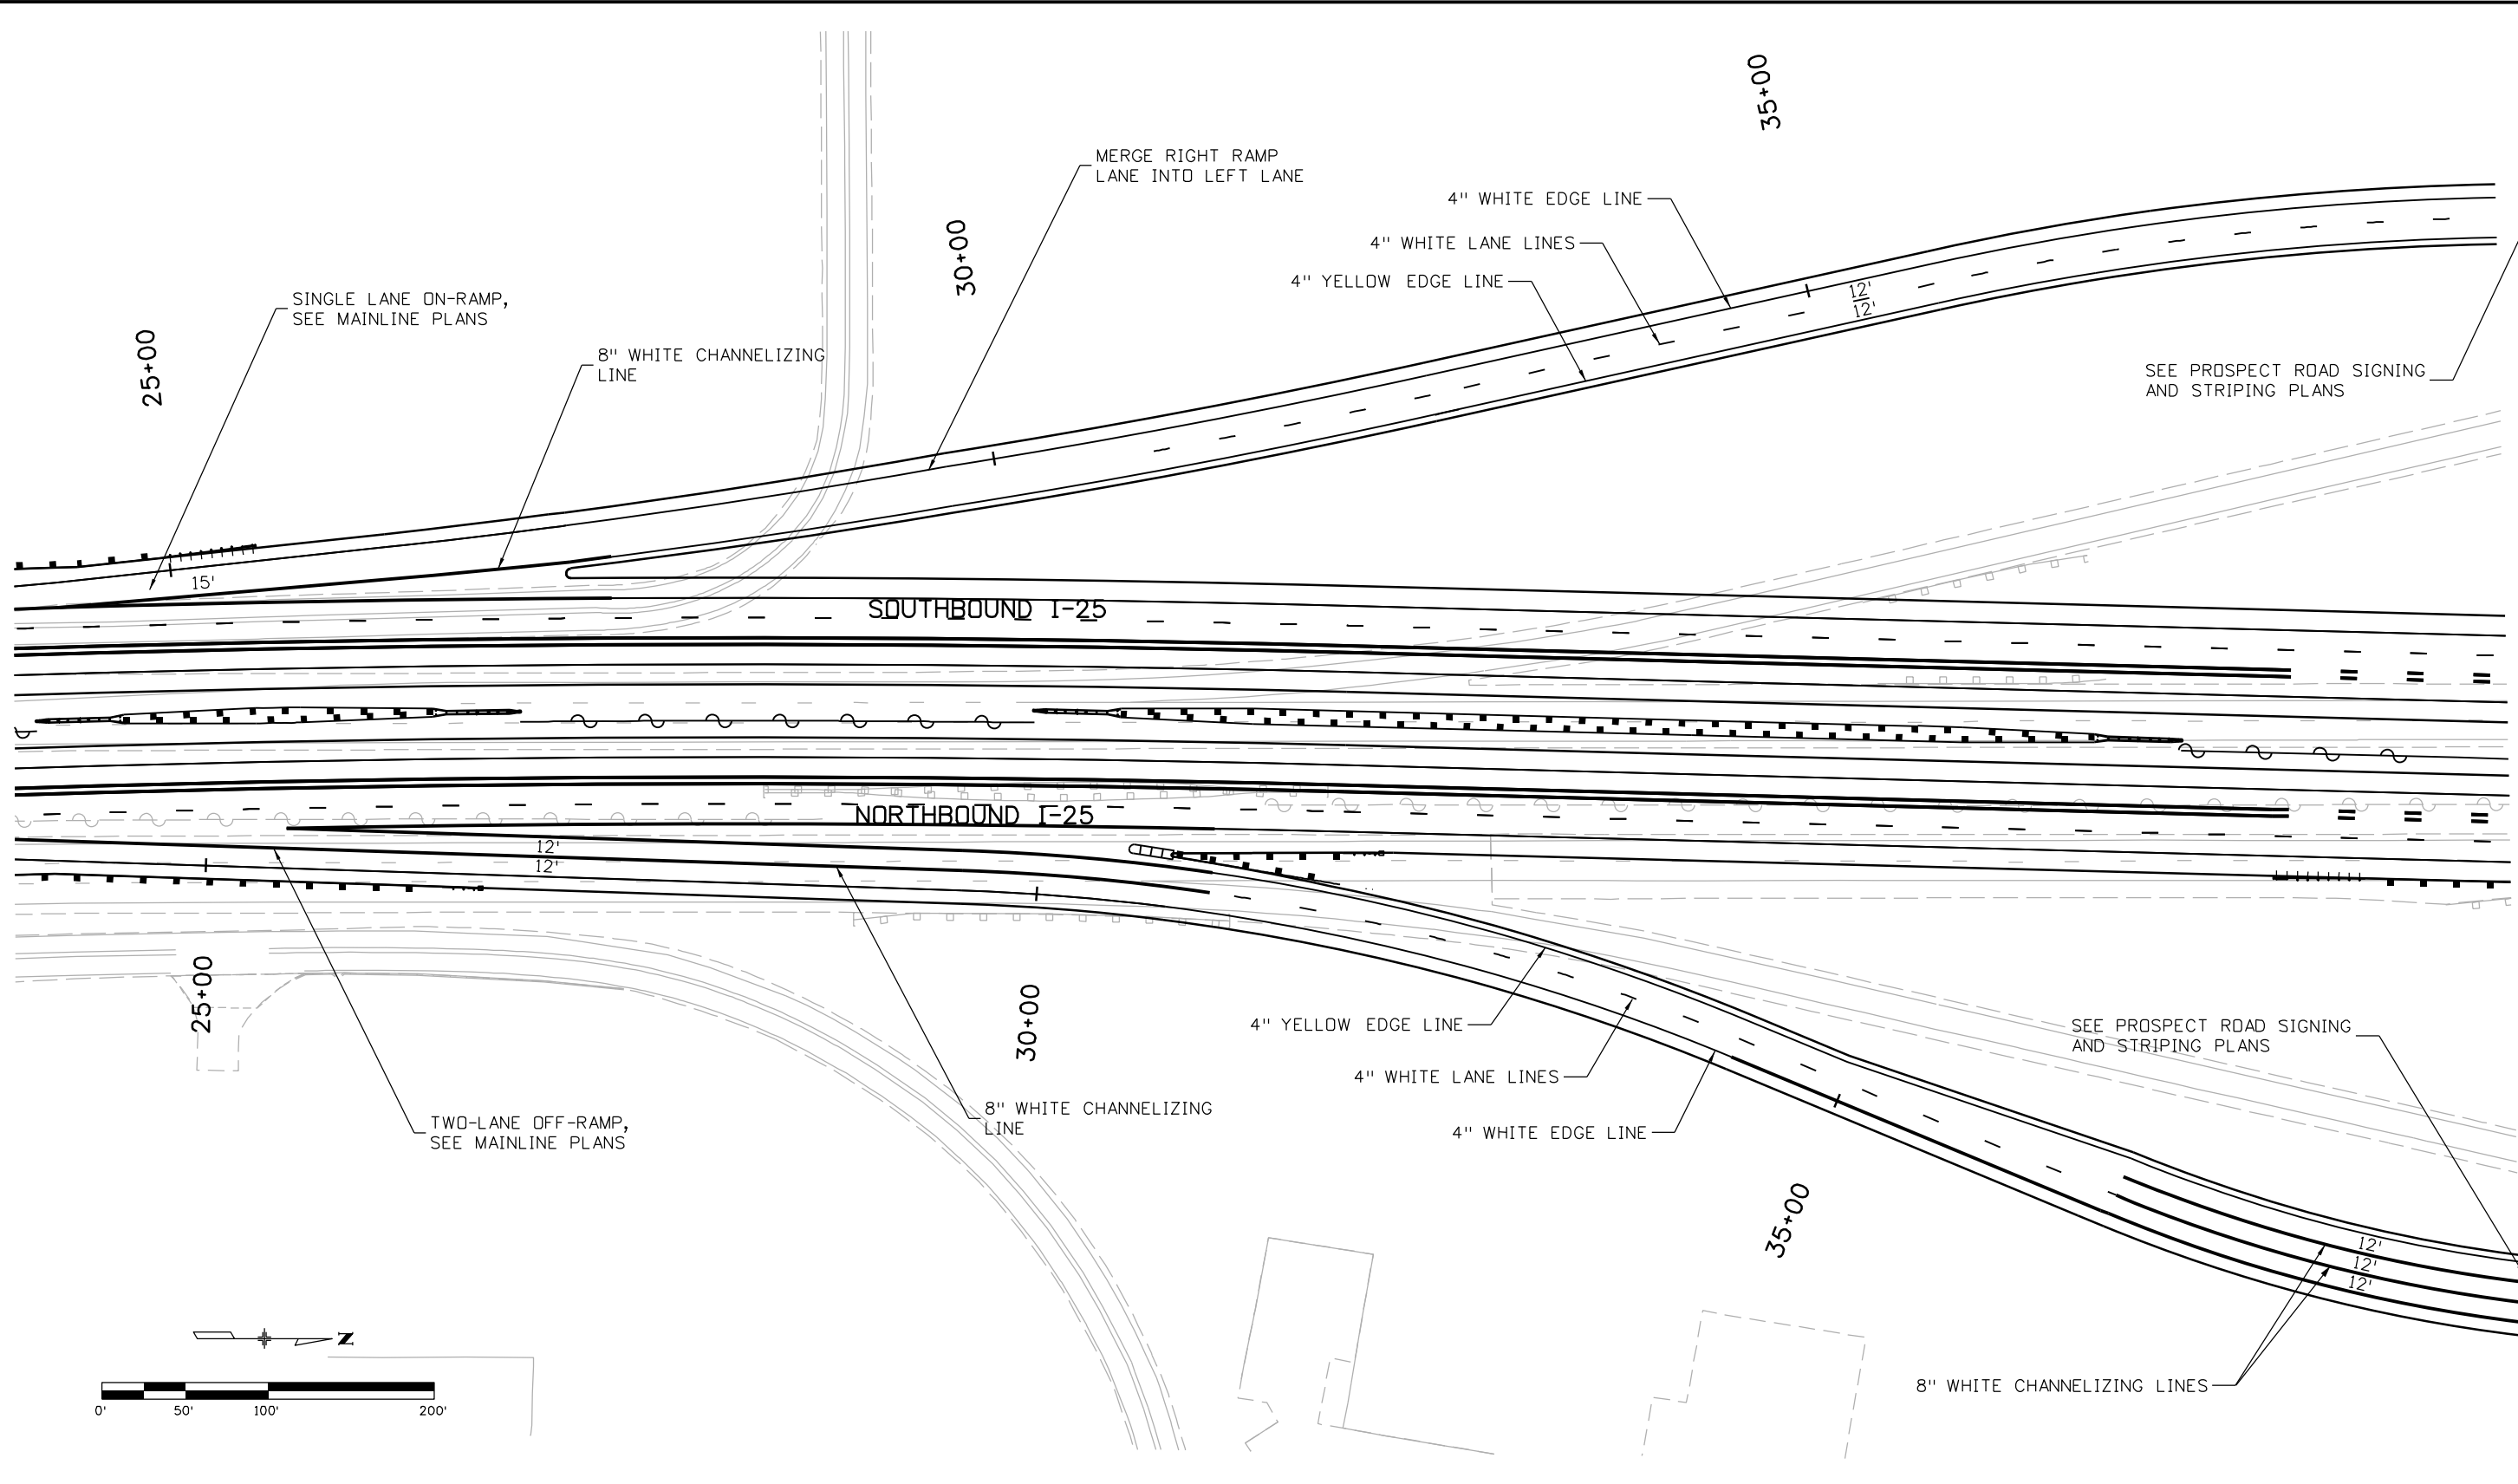 35+00
MERGE RIGHT RAMP
LANE INTO LEFT LANE
4" WHITE EDGE LINE
30+00
4" WHITE LANE LINES
4" YELLOW EDGE LINE
12'
12'
SINGLE LANE ON-RAMP,
SEE MAINLINE PLANS
25+00
8" WHITE CHANNELIZING
LINE
SEE PROSPECT ROAD SIGNING
AND STRIPING PLANS
15'
SOUTHBOUND I-25
NORTHBOUND I-25
12'
12'
25+00
30+00
4" YELLOW EDGE LINE
SEE PROSPECT ROAD SIGNING
AND STRIPING PLANS
4" WHITE LANE LINES
8" WHITE CHANNELIZING
LINE
TWO-LANE OFF-RAMP,
SEE MAINLINE PLANS
4" WHITE EDGE LINE
35+00
12'
12'
12'
N
8" WHITE CHANNELIZING LINES
0' 50' 100' 200'